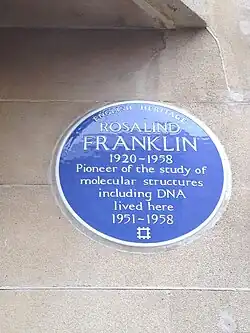 ENGLISH HERITAGE
ROSALIND
FRANKLIN
1920-1958
Pioneer of the study of
molecular structures
including DNA
lived here
1951-1958